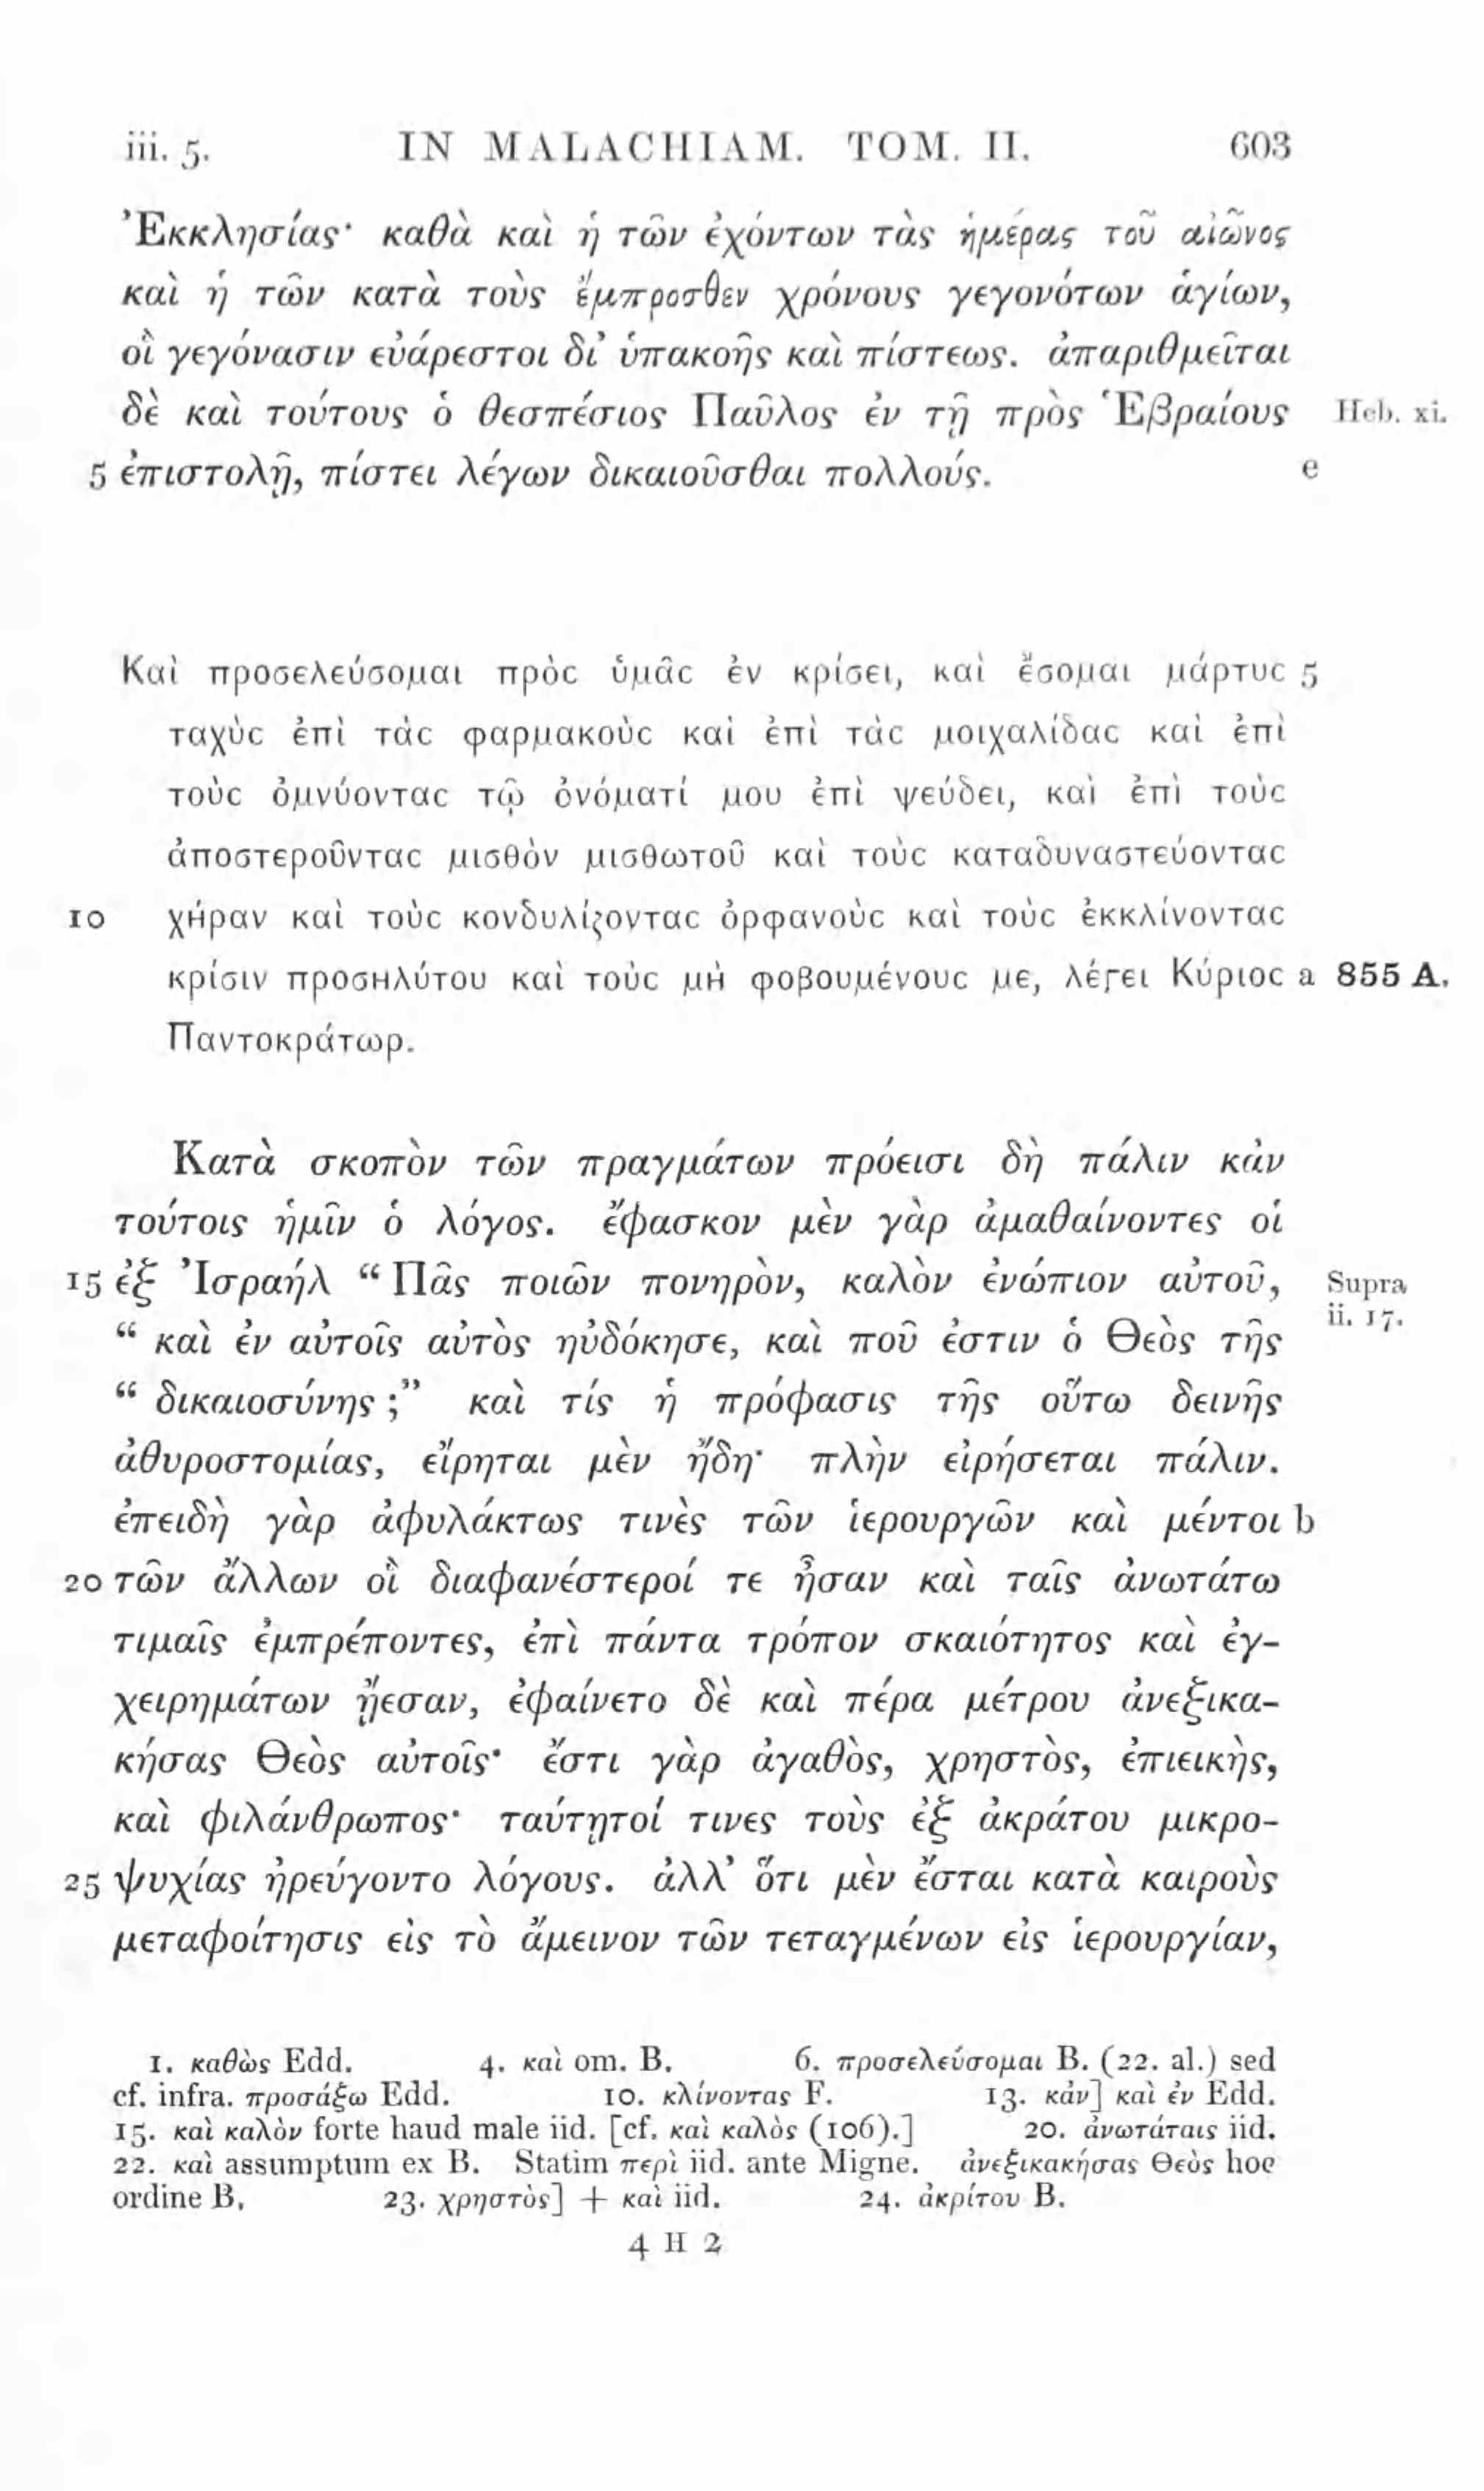 iii. 5. IN MALACHIAM. TOM. II. 603
Ἐκκλησίας· καθὰ καὶ ἡ τῶν ἐχόντων τὰς ἡμέρας τοῦ αἰῶνος
καὶ ἡ τῶν κατὰ τοὺς ἔμπροσθεν χρόνους γεγονότων ἁγίων,
οἳ γεγόνασιν εὐάρεστοι δι’ ὑπακοῆς καὶ πίστεως. ἀπαριθμεῖται
δὲ καὶ τούτους ὁ θεσπέσιος Παῦλος ἐν τῇ πρὸς Ἑβραίους Heb. xi.
5 ἐπιστολῇ, πίστει λέγων δικαιοῦσθαι πολλούς. e
Καὶ προσελεύσομαι πρὸς ὑμᾶς ἐν κρίσει, καὶ ἔσομαι μάρτυς 5
ταχὺς ἐπὶ τὰς φαρμακοὺς καὶ ἐπὶ τὰς μοιχαλίδας καὶ ἐπὶ
τοὺς ὀμνύοντας τῷ ὀνόματί μου ἐπὶ ψεύδει, καὶ ἐπὶ τοὺς
ἀποστεροῦντας μισθὸν μισθωτοῦ καὶ τοὺς καταδυναστεύοντας
10 χήραν καὶ τοὺς κονδυλίζοντας ὀρφανοὺς καὶ τοὺς ἐκκλίνοντας
κρίσιν προσηλύτου καὶ τοὺς μὴ φοβουμένους με, λέγει Κύριος a 855 A.
Παντοκράτωρ.
Κατὰ σκοπὸν τῶν πραγμάτων πρόεισι δὴ πάλιν κἀν
τούτοις ἡμῖν ὁ λόγος. ἔφασκον μὲν γὰρ ἀμαθαίνοντες οἱ
15 ἐξ Ἰσραήλ “Πᾶς ποιῶν πονηρὸν, καλὸν ἐνώπιον αὐτοῦ, Supra
“ καὶ ἐν αὐτοῖς αὐτὸς ηὐδόκησε, καὶ ποῦ ἐστιν ὁ Θεὸς τῆς ii. 17.
“ δικαιοσύνης ;” καὶ τίς ἡ πρόφασις τῆς οὕτω δεινῆς
ἀθυροστομίας, εἴρηται μὲν ἤδη· πλὴν εἰρήσεται πάλιν.
ἐπειδὴ γὰρ ἀφυλάκτως τινὲς τῶν ἱερουργῶν καὶ μέντοι b
20 τῶν ἄλλων οἳ διαφανέστεροί τε ἦσαν καὶ ταῖς ἀνωτάτω
τιμαῖς ἐμπρέποντες, ἐπὶ πάντα τρόπον σκαιότητος καὶ ἐγ-
χειρημάτων ᾔεσαν, ἐφαίνετο δὲ καὶ πέρα μέτρου ἀνεξικα-
κήσας Θεὸς αὐτοῖς· ἔστι γὰρ ἀγαθὸς, χρηστὸς, ἐπιεικὴς,
καὶ φιλάνθρωπος· ταύτῃτοί τινες τοὺς ἐξ ἀκράτου μικρο-
25 ψυχίας ἠρεύγοντο λόγους. ἀλλ’ ὅτι μὲν ἔσται κατὰ καιροὺς
μεταφοίτησις εἰς τὸ ἄμεινον τῶν τεταγμένων εἰς ἱερουργίαν,
1. καθὼς Edd. 4. καὶ om. B. 6. προσελεύσομαι B. (22. al.) sed
cf. infra. προσάξω Edd. 10. κλίνοντας F. 13. κἀν] καὶ ἐν Edd.
15. καὶ καλὸν forte haud male iid. [cf. καὶ καλὸς (106).] 20. ἀνωτάταις iid.
22. καὶ assumptum ex B. Statim περὶ iid. ante Migne. ἀνεξικακήσας Θεὸς hoc
ordine B. 23. χρηστὸς] + καὶ iid. 24. ἀκρίτου B.
4 H 2